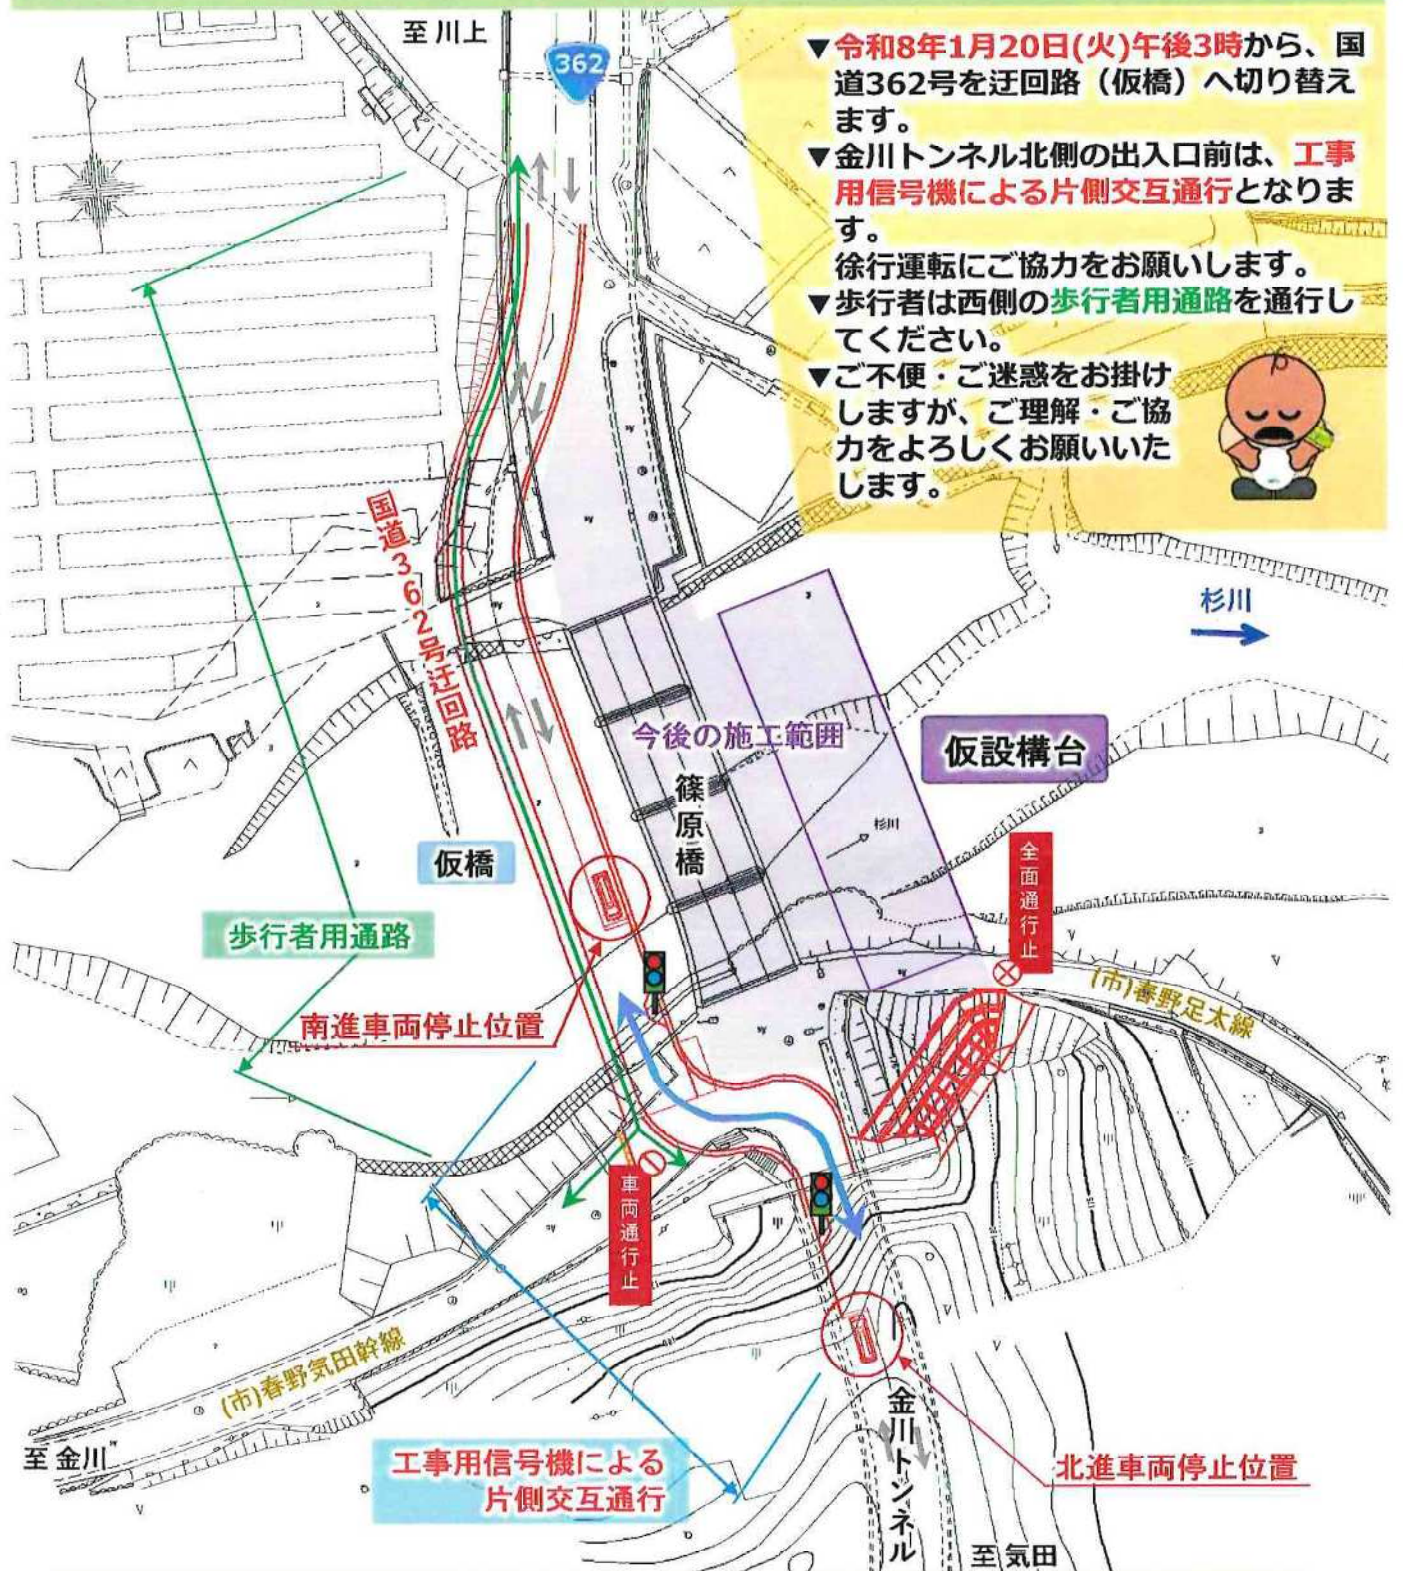 至 川上
362
▼令和8年1月20日(火)午後3時から、国
道362号を迂回路（仮橋）へ切り替え
ます。
▼金川トンネル北側の出入口前は、工事
用信号機による片側交互通行となりま
す。
徐行運転にご協力をお願いします。
▼歩行者は西側の歩行者用通路を通行し
てください。
▼ご不便・ご迷惑をお掛け
しますが、ご理解・ご協
力をよろしくお願いいた
します。
国道362号迂回路
杉川
今後の施工範囲
仮設構台
篠原橋
杉川
仮橋
全面通行止
歩行者用通路
(市)春野足太線
南進車両停止位置
車両通行止
(市)春野気田幹線
至 金川
工事用信号機による
片側交互通行
金川トンネル
北進車両停止位置
至 気田